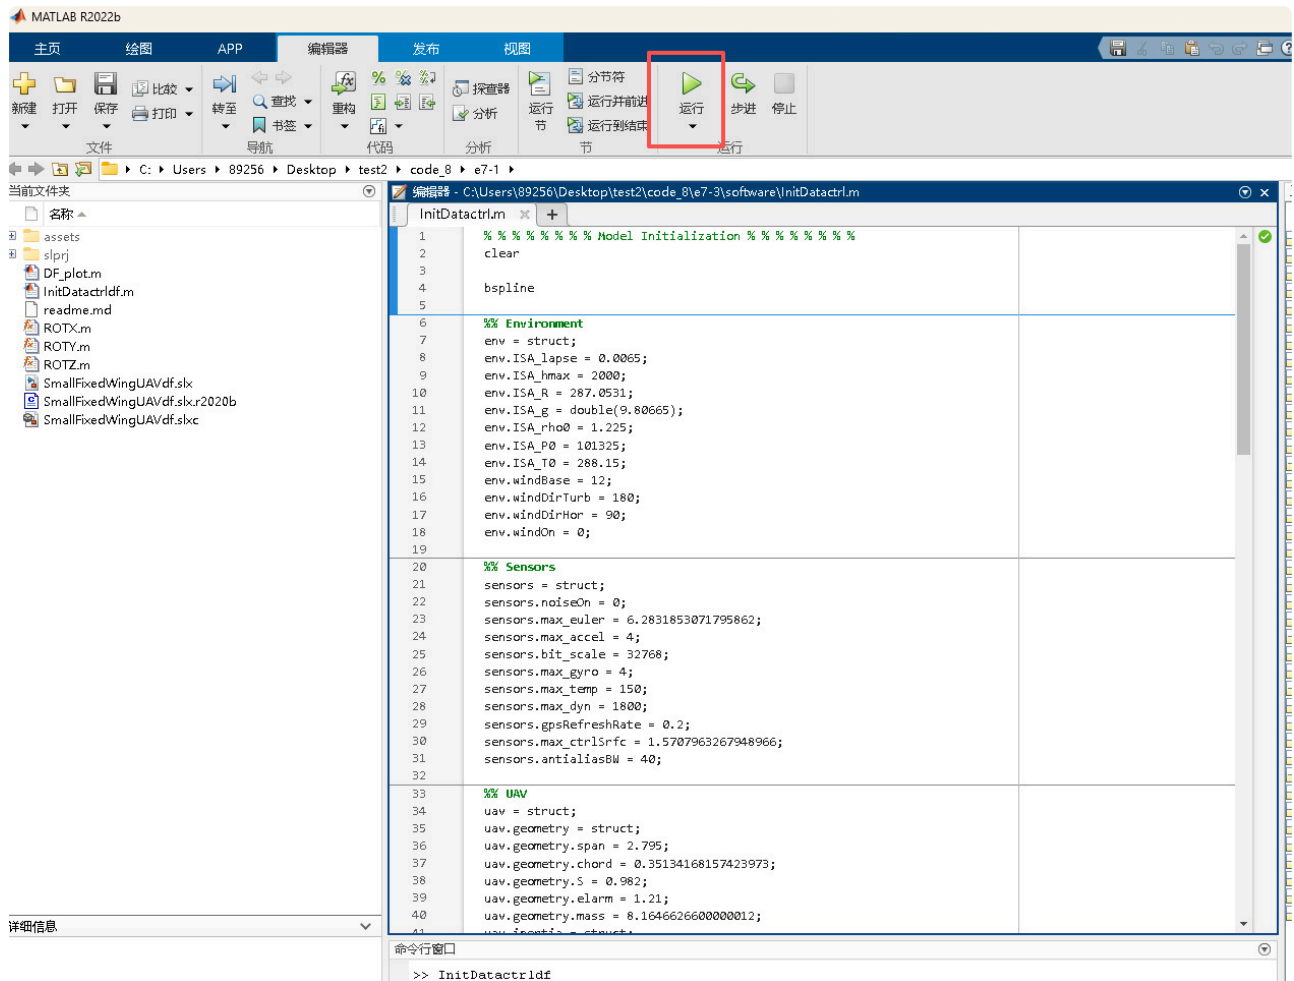 MATLAB R2022b
主页 绘图 APP 编辑器 发布 视图
新建 打开 保存 比较 打印 转至 查找 书签 重构 探查器 分析 运行节 分节符 运行并前进 运行到结束 运行 步进 停止
文件 导航 代码 分析 节 运行
C: Users 89256 Desktop test2 code_8 e7-1
当前文件夹
名称
assets
slprj
DF_plot.m
InitDatactrldf.m
readme.md
ROTX.m
ROTY.m
ROTZ.m
SmallFixedWingUAVdf.slx
SmallFixedWingUAVdf.slx.r2020b
SmallFixedWingUAVdf.slxc
详细信息
编辑器 - C:\Users\89256\Desktop\test2\code_8\e7-3\software\InitDatactrl.m
InitDatactrl.m
1 % % % % % % % % Model Initialization % % % % % % % %
2 clear
3
4 bspline
5
6 %% Environment
7 env = struct;
8 env.ISA_lapse = 0.0065;
9 env.ISA_hmax = 2000;
10 env.ISA_R = 287.0531;
11 env.ISA_g = double(9.80665);
12 env.ISA_rho0 = 1.225;
13 env.ISA_P0 = 101325;
14 env.ISA_T0 = 288.15;
15 env.windBase = 12;
16 env.windDirTurb = 180;
17 env.windDirHor = 90;
18 env.windOn = 0;
19
20 %% Sensors
21 sensors = struct;
22 sensors.noiseOn = 0;
23 sensors.max_euler = 6.2831853071795862;
24 sensors.max_accel = 4;
25 sensors.bit_scale = 32768;
26 sensors.max_gyro = 4;
27 sensors.max_temp = 150;
28 sensors.max_dyn = 1800;
29 sensors.gpsRefreshRate = 0.2;
30 sensors.max_ctrlSrfc = 1.5707963267948966;
31 sensors.antialiasBW = 40;
32
33 %% UAV
34 uav = struct;
35 uav.geometry = struct;
36 uav.geometry.span = 2.795;
37 uav.geometry.chord = 0.35134168157423973;
38 uav.geometry.S = 0.982;
39 uav.geometry.elarm = 1.21;
40 uav.geometry.mass = 8.1646626600000012;
41 uav.inertia = struct;
命令行窗口
>> InitDatactrldf